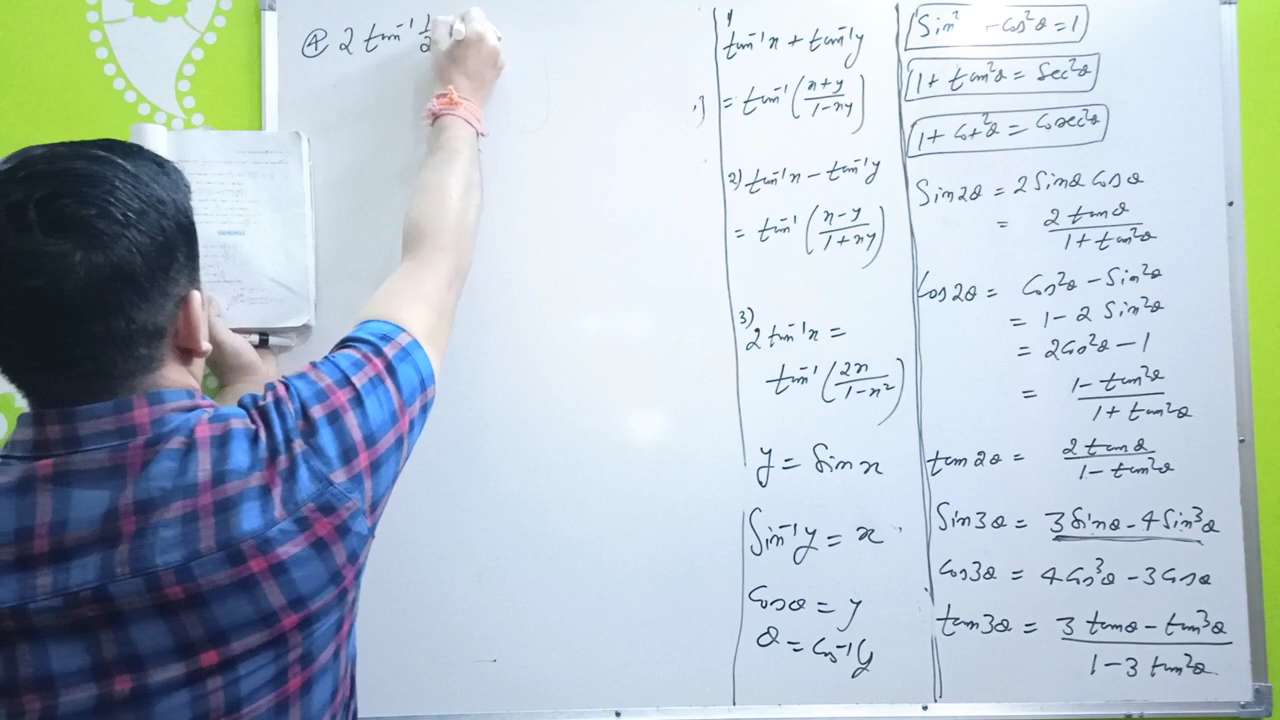 ④ 2 tan⁻¹ 1/2
1)
tan⁻¹x + tan⁻¹y
= tan⁻¹ (x+y / 1-xy)
2) tan⁻¹x - tan⁻¹y
= tan⁻¹ (x-y / 1+xy)
3)
2 tan⁻¹x =
tan⁻¹ (2x / 1-x²)
y = Sin x
Sin⁻¹y = x
Cosθ = y
θ = Cos⁻¹y
Sin² - Cos²θ = 1
1 + tan²θ = Sec²θ
1 + Cot²θ = Cosec²θ
Sin2θ = 2 Sinθ Cosθ
= 2 tanθ / 1 + tan²θ
Cos2θ = Cos²θ - Sin²θ
= 1 - 2 Sin²θ
= 2Cos²θ - 1
= 1 - tan²θ / 1 + tan²θ
tan2θ = 2 tanθ / 1 - tan²θ
Sin3θ = 3 Sinθ - 4 Sin³θ
Cos3θ = 4 Cos³θ - 3 Cosθ
tan3θ = 3 tanθ - tan³θ / 1 - 3 tan²θ